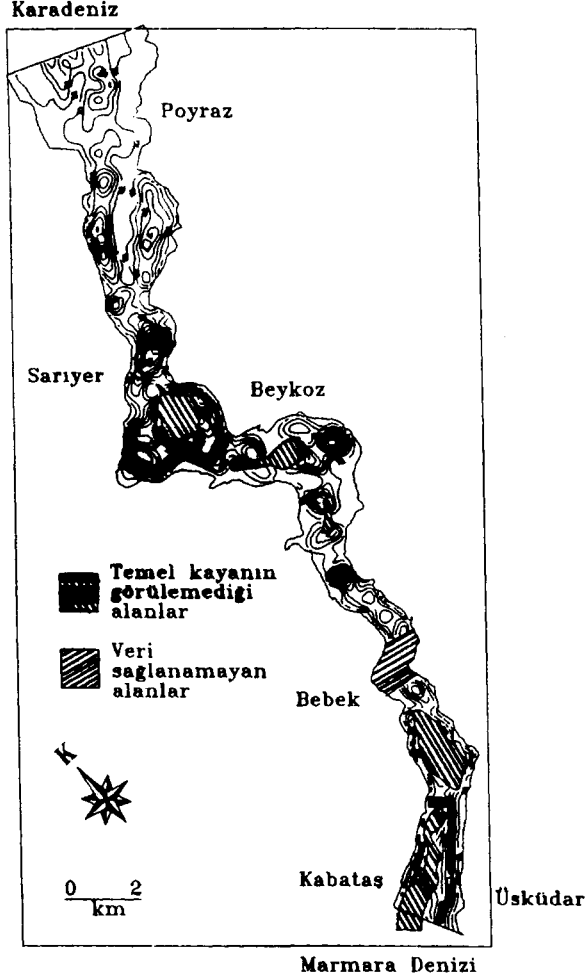 Karadeniz
Poyraz
Sarıyer
Beykoz
Temel kayanın
görülemediği
alanlar
Veri
sağlanamayan
alanlar
Bebek
K
0 2
km
Kabataş
Üsküdar
Marmara Denizi